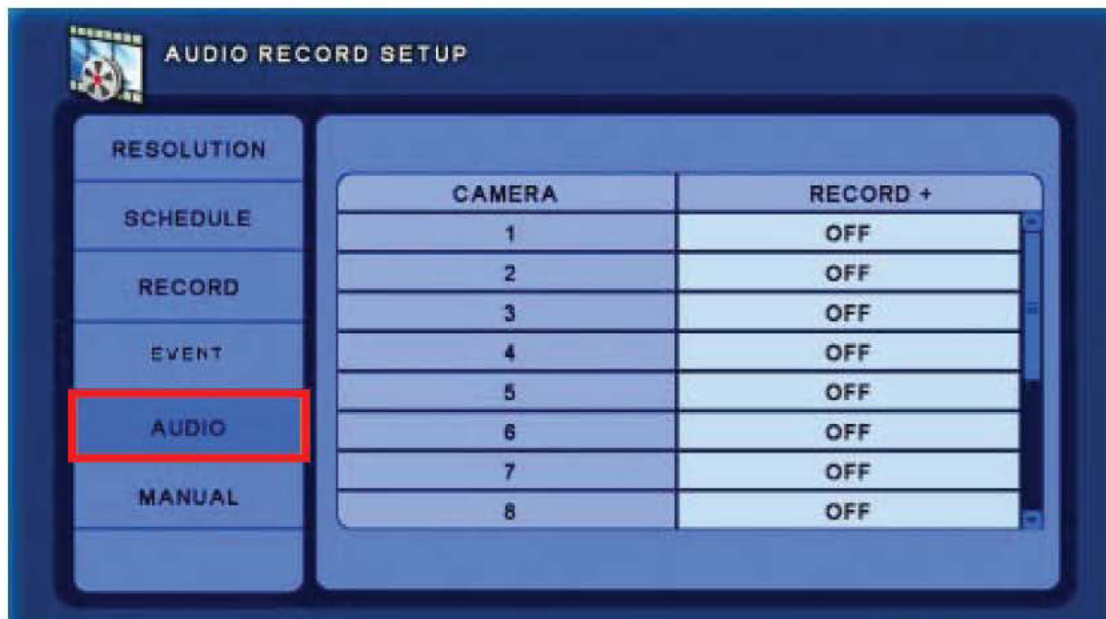 AUDIO RECORD SETUP
RESOLUTION
SCHEDULE
RECORD
EVENT
AUDIO
MANUAL
CAMERA RECORD +
1 OFF
2 OFF
3 OFF
4 OFF
5 OFF
6 OFF
7 OFF
8 OFF